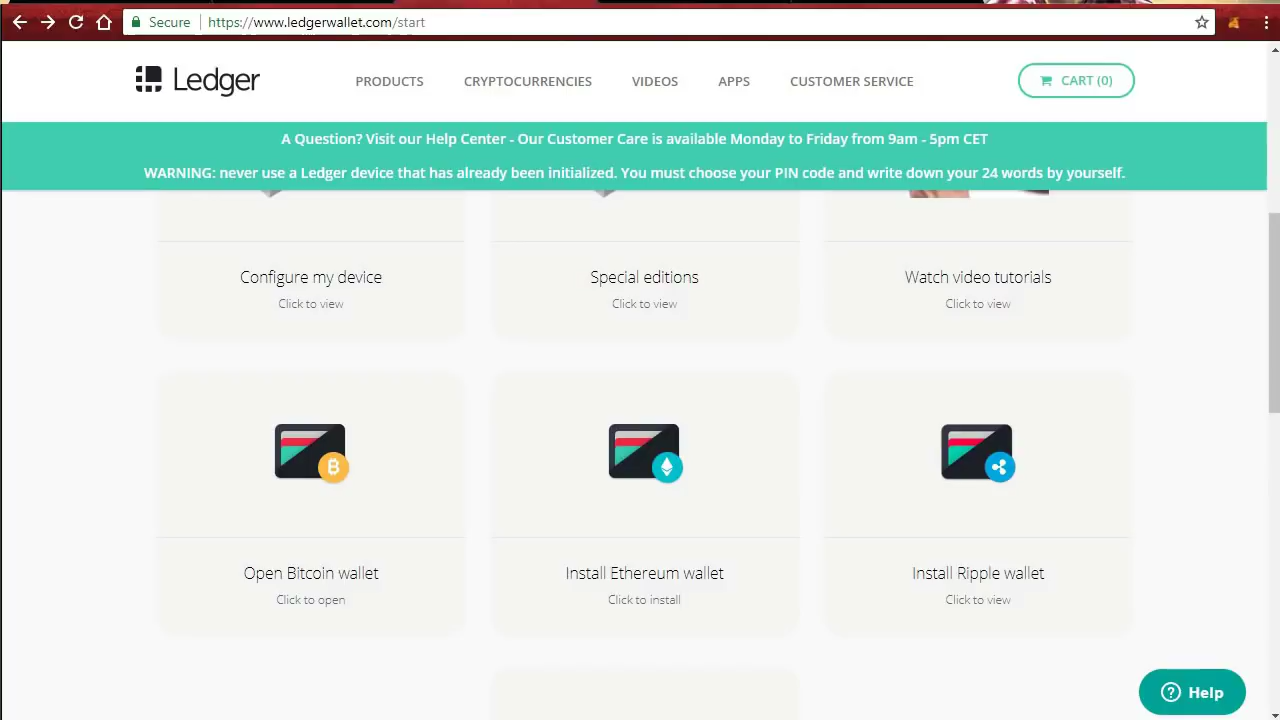 Secure https://www.ledgerwallet.com/start
Ledger PRODUCTS CRYPTOCURRENCIES VIDEOS APPS CUSTOMER SERVICE CART (0)
A Question? Visit our Help Center - Our Customer Care is available Monday to Friday from 9am - 5pm CET
WARNING: never use a Ledger device that has already been initialized. You must choose your PIN code and write down your 24 words by yourself.
Configure my device
Click to view
Special editions
Click to view
Watch video tutorials
Click to view
Open Bitcoin wallet
Click to open
Install Ethereum wallet
Click to install
Install Ripple wallet
Click to view
Help